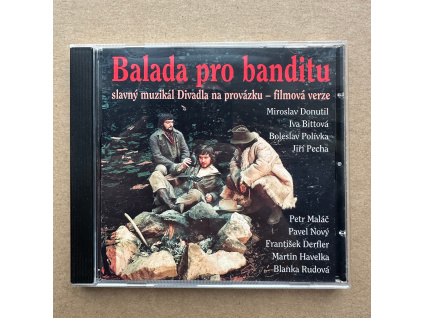 Balada pro banditu
slavný muzikál Divadla na provázku – filmová verze
Miroslav Donutil
Iva Bittová
Boleslav Polívka
Jiří Pecha
Petr Maláč
Pavel Nový
František Derfler
Martin Havelka
Blanka Rudová